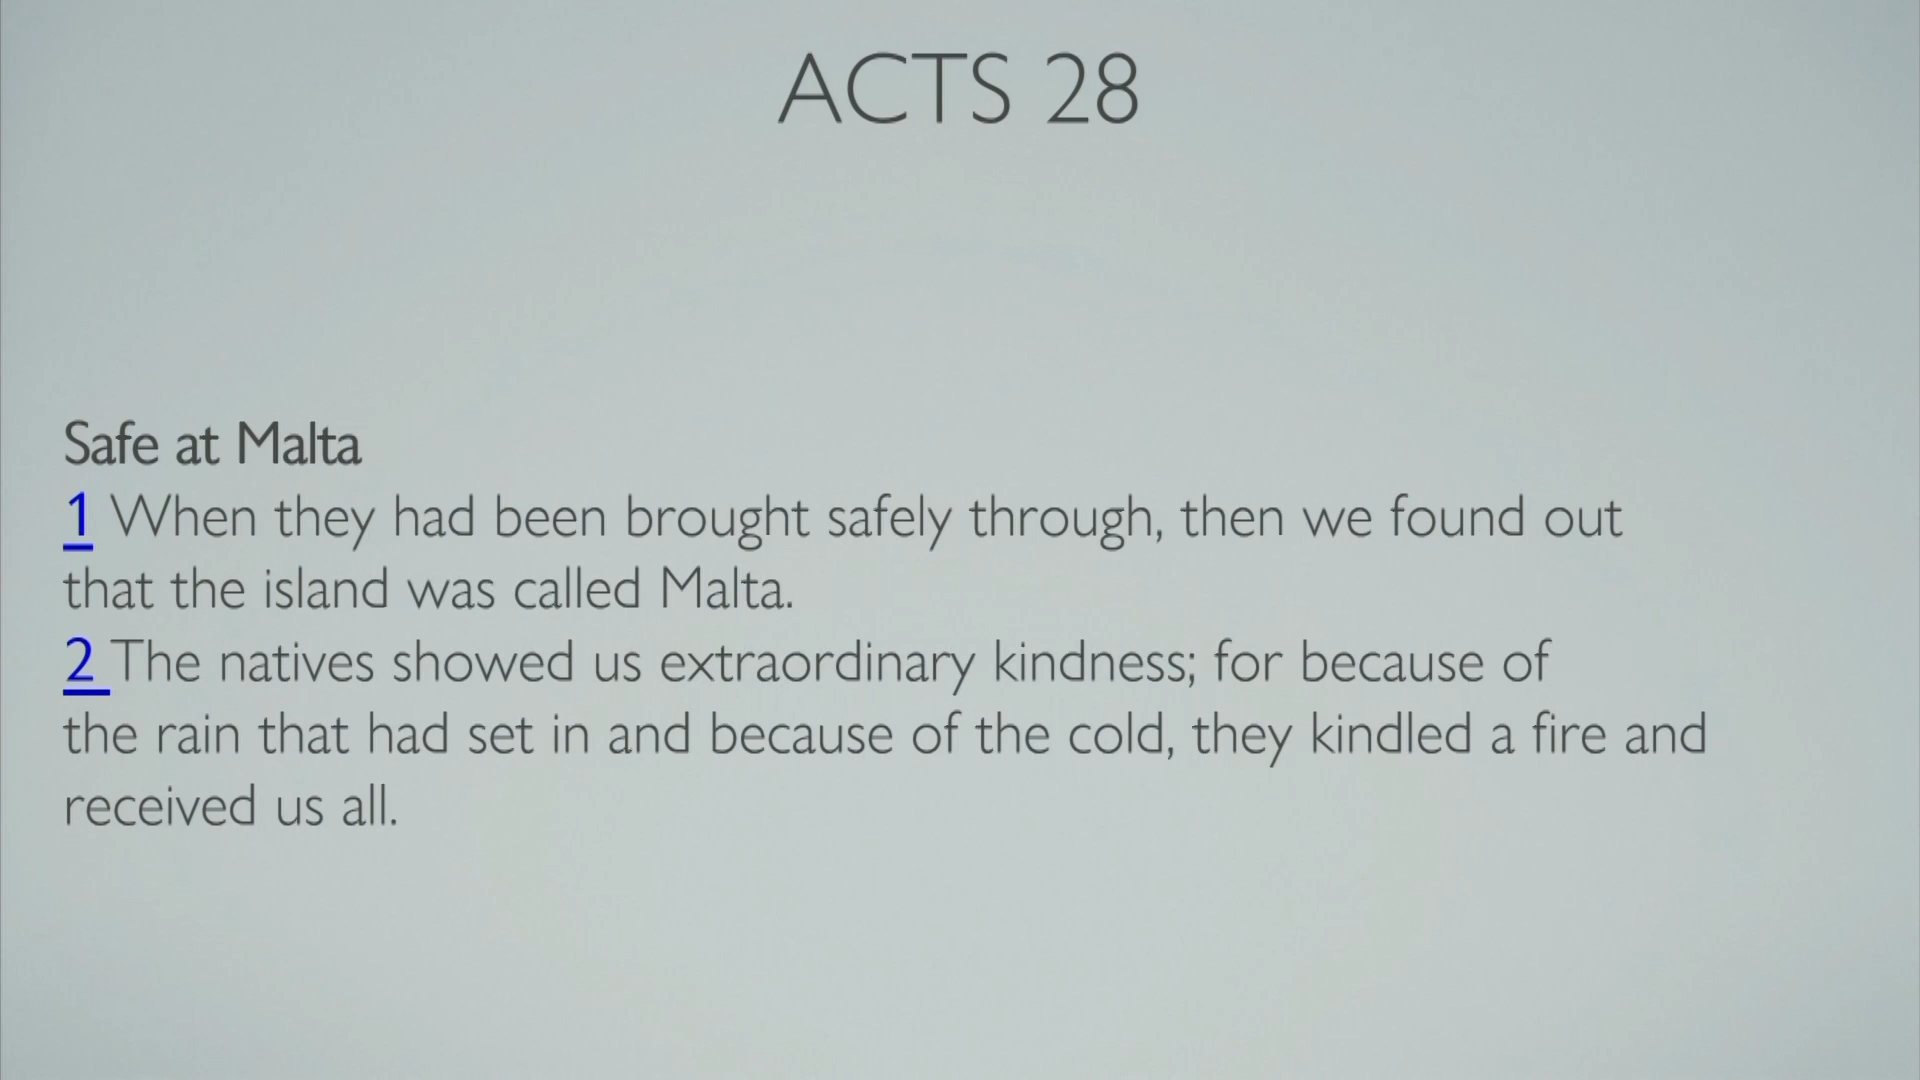 ACTS 28
Safe at Malta
1 When they had been brought safely through, then we found out
that the island was called Malta.
2 The natives showed us extraordinary kindness; for because of
the rain that had set in and because of the cold, they kindled a fire and
received us all.